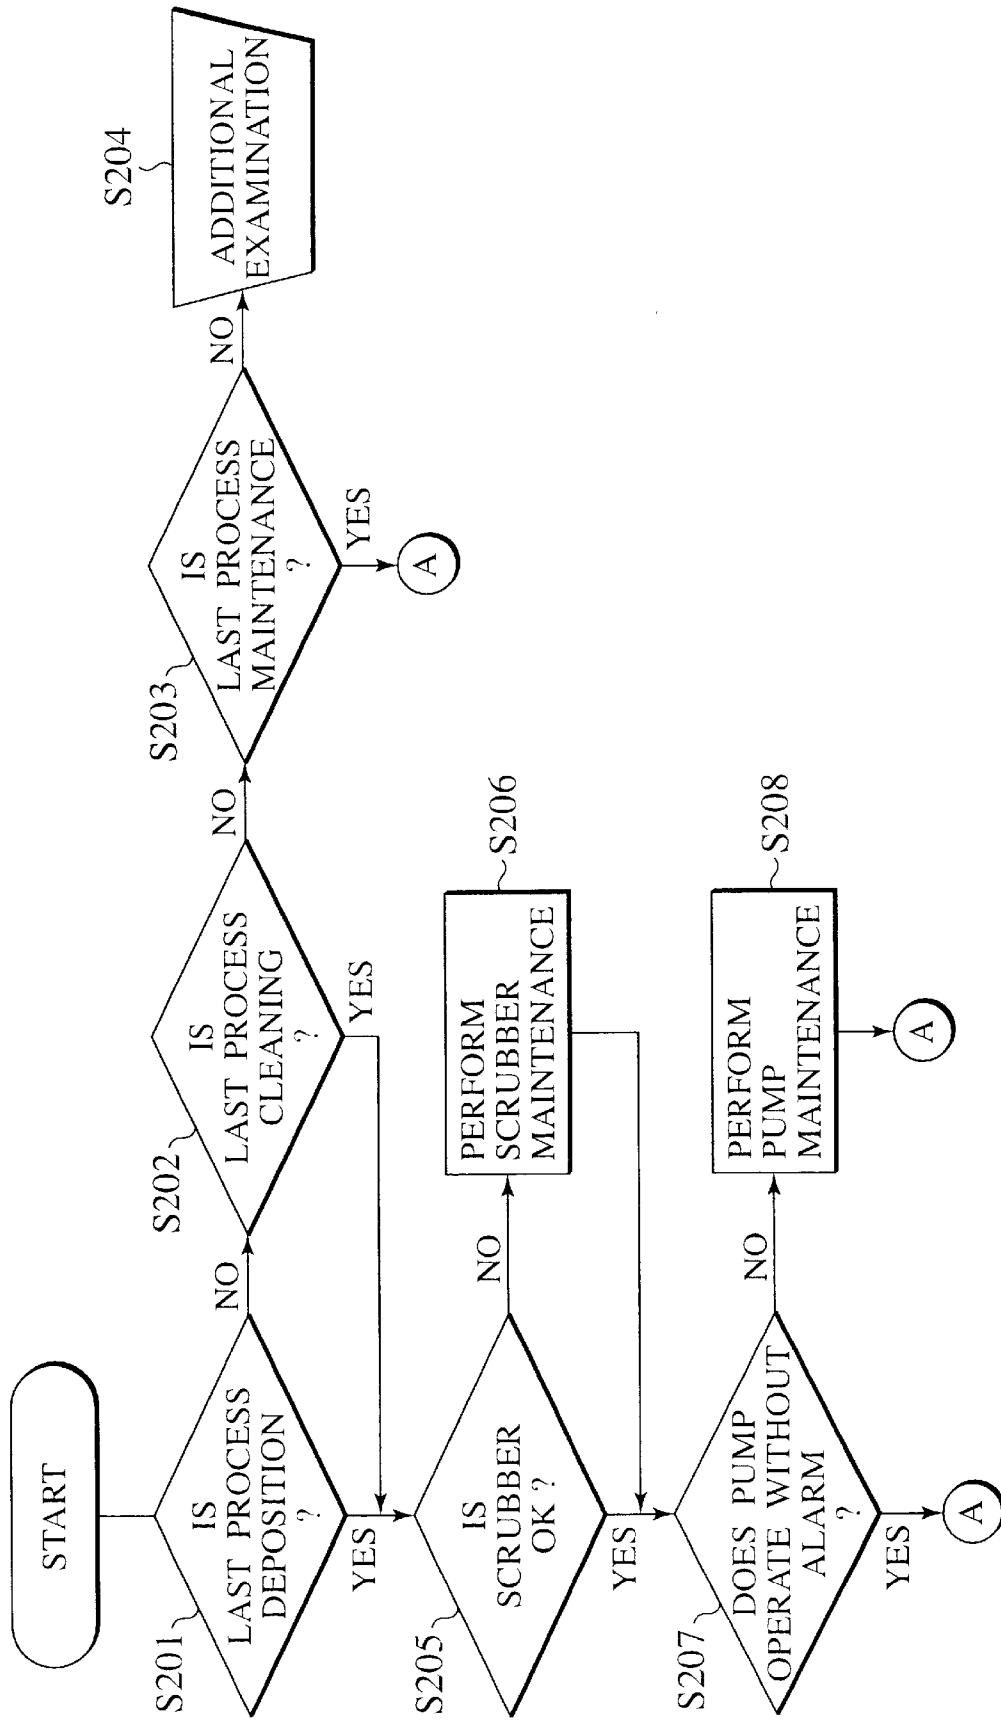 START
S201
IS
LAST PROCESS
DEPOSITION
?
NO
YES
S202
IS
LAST PROCESS
CLEANING
?
NO
YES
S203
IS
LAST PROCESS
MAINTENANCE
?
NO
YES
A
S204
ADDITIONAL
EXAMINATION
S205
IS
SCRUBBER
OK ?
NO
YES
S206
PERFORM
SCRUBBER
MAINTENANCE
S207
DOES PUMP
OPERATE WITHOUT
ALARM
?
NO
YES
A
S208
PERFORM
PUMP
MAINTENANCE
A